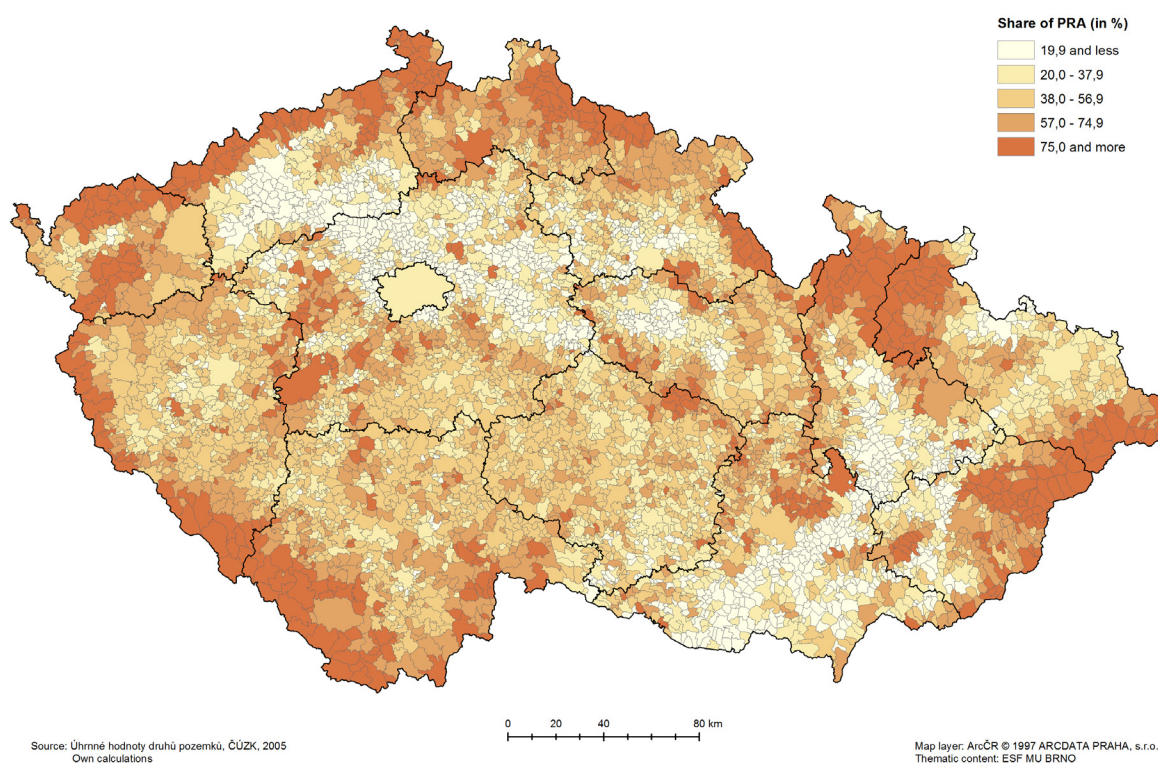 Share of PRA (in %)
19,9 and less
20,0 - 37,9
38,0 - 56,9
57,0 - 74,9
75,0 and more
0 20 40 80 km
Source: Úhrnné hodnoty druhů pozemků, ČÚZK, 2005
Own calculations
Map layer: ArcČR © 1997 ARCDATA PRAHA, s.r.o.
Thematic content: ESF MU BRNO